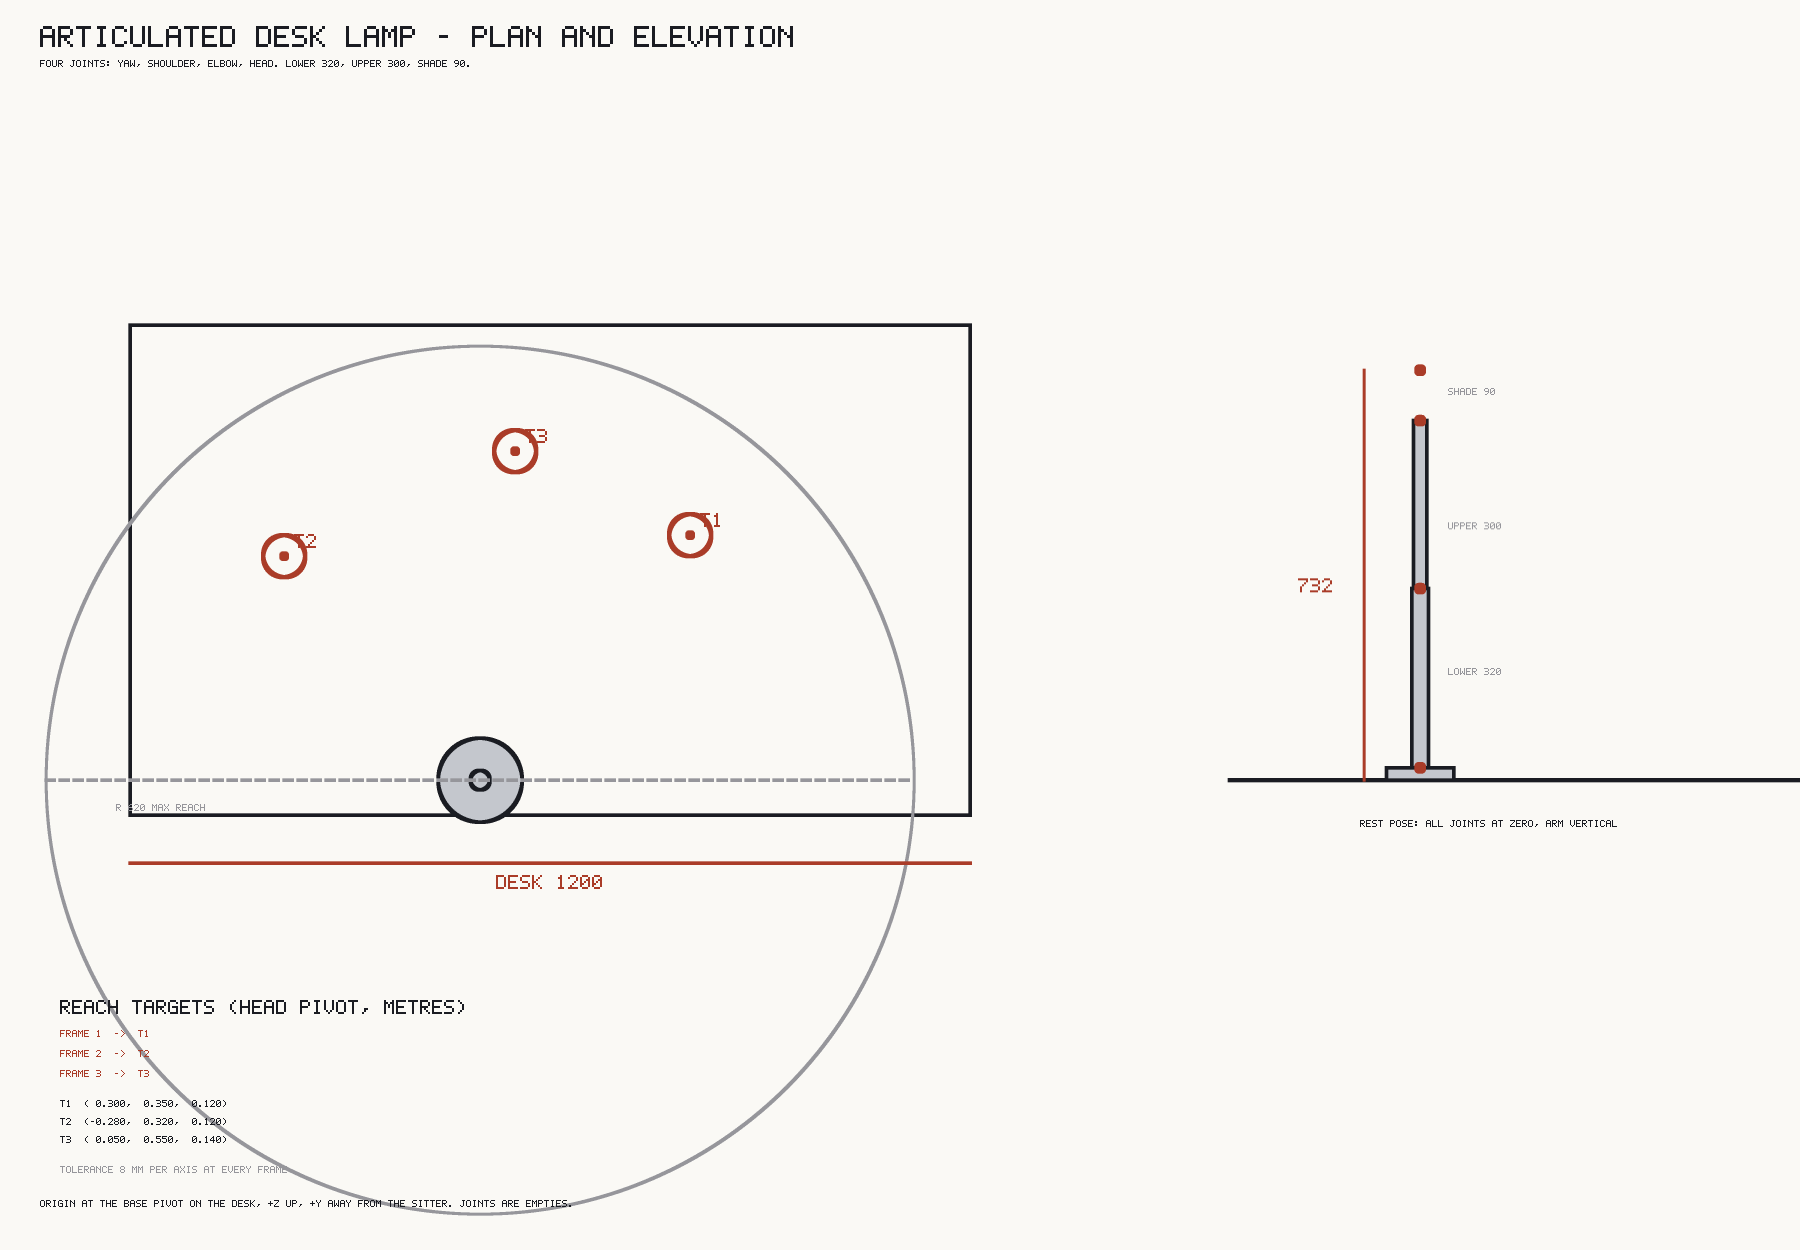 ARTICULATED DESK LAMP - PLAN AND ELEVATION
FOUR JOINTS: YAW, SHOULDER, ELBOW, HEAD. LOWER 320, UPPER 300, SHADE 90.
T3
T1
T2
R 620 MAX REACH
DESK 1200
SHADE 90
UPPER 300
732
LOWER 320
REST POSE: ALL JOINTS AT ZERO, ARM VERTICAL
REACH TARGETS (HEAD PIVOT, METRES)
FRAME 1 -> T1
FRAME 2 -> T2
FRAME 3 -> T3
T1 ( 0.300, 0.350, 0.120)
T2 (-0.280, 0.320, 0.120)
T3 ( 0.050, 0.550, 0.140)
TOLERANCE 8 MM PER AXIS AT EVERY FRAME
ORIGIN AT THE BASE PIVOT ON THE DESK, +Z UP, +Y AWAY FROM THE SITTER. JOINTS ARE EMPTIES.